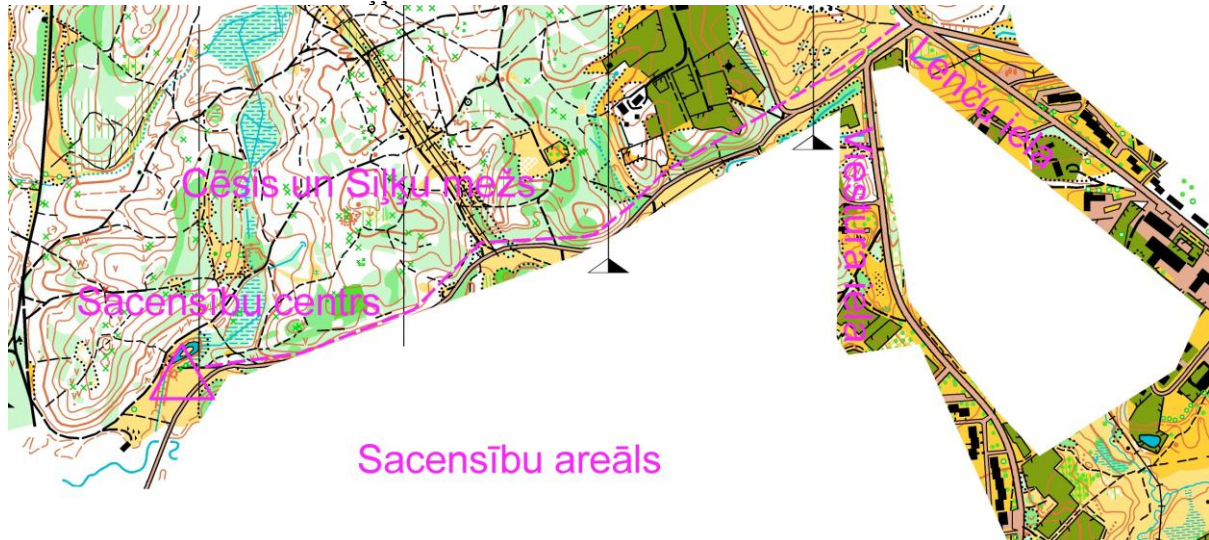 Lenču iela
Viestura iela
Cēsis un Siļķu mežs
Sacensību centrs
Sacensību areāls